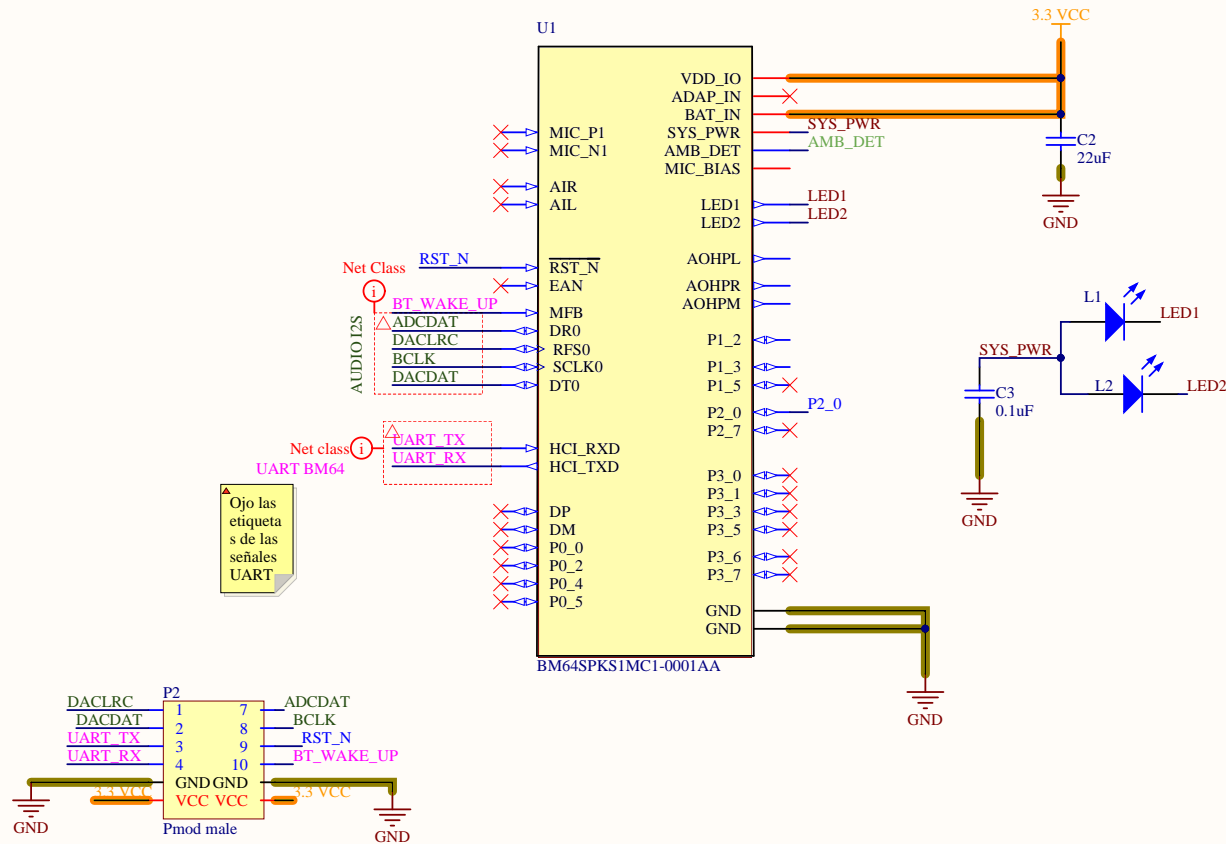 3.3 VCC
U1
VDD_IO
ADAP_IN
BAT_IN
SYS_PWR SYS_PWR
AMB_DET AMB_DET
MIC_BIAS
C2
22uF
GND
MIC_P1
MIC_N1
AIR
AIL
LED1 LED1
LED2 LED2
AOHPL
AOHPR
AOHPM
RST_N RST_N
Net Class
i
EAN
BT_WAKE_UP MFB
AUDIO I2S
ADCDAT DR0
DACLRC RFS0
BCLK SCLK0
DACDAT DT0
P1_2
P1_3
P1_5
P2_0 P2_0
P2_7
L1 LED1
SYS_PWR
L2 LED2
C3
0.1uF
GND
Net class i
UART_TX HCI_RXD
UART_RX HCI_TXD
UART BM64
P3_0
P3_1
P3_3
P3_5
P3_6
P3_7
Ojo las
etiqueta
s de las
señales
UART
DP
DM
P0_0
P0_2
P0_4
P0_5
GND
GND
BM64SPKS1MC1-0001AA
GND
P2
DACLRC 1 7 ADCDAT
DACDAT 2 8 BCLK
UART_TX 3 9 RST_N
UART_RX 4 10 BT_WAKE_UP
GND GND
3.3 VCC VCC VCC 3.3 VCC
GND
Pmod male
GND